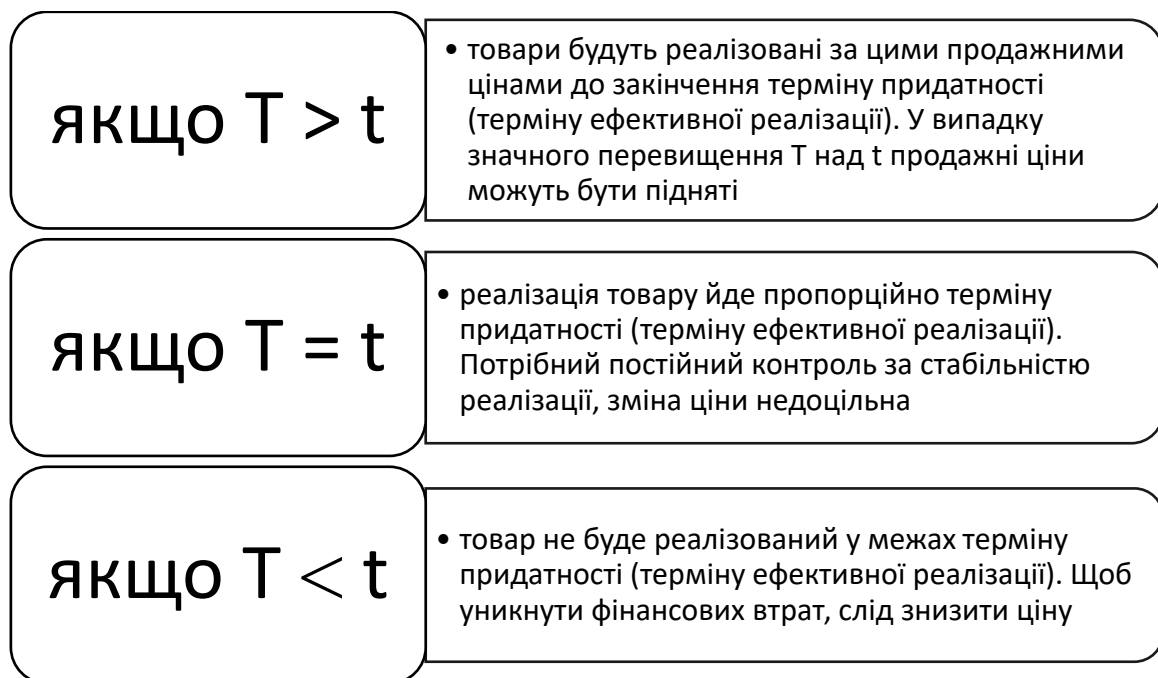 якщо T > t
• товари будуть реалізовані за цими продажними
цінами до закінчення терміну придатності
(терміну ефективної реалізації). У випадку
значного перевищення T над t продажні ціни
можуть бути підняті
якщо T = t
• реалізація товару йде пропорційно терміну
придатності (терміну ефективної реалізації).
Потрібний постійний контроль за стабільністю
реалізації, зміна ціни недоцільна
якщо T < t
• товар не буде реалізований у межах терміну
придатності (терміну ефективної реалізації). Щоб
уникнути фінансових втрат, слід знизити ціну